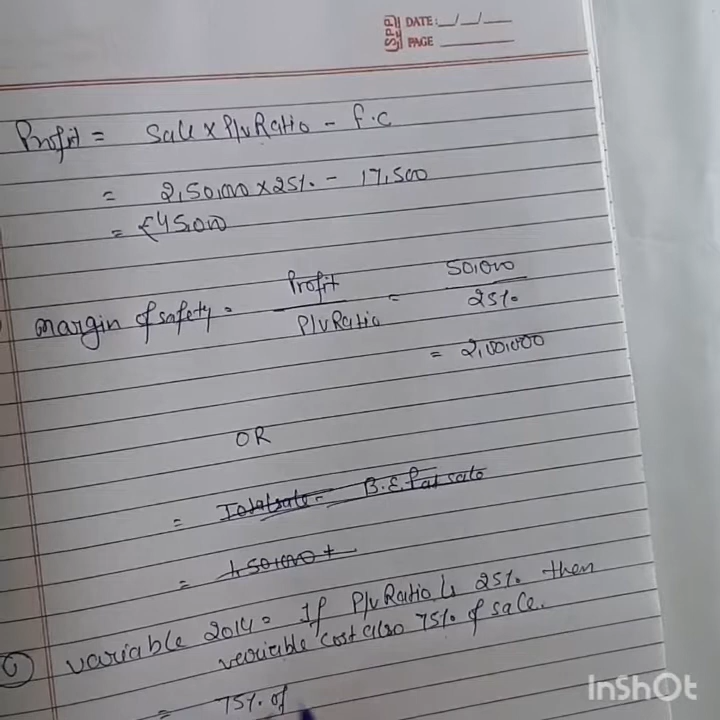 SPP DATE: _/_/_
PAGE
Profit = Sale x P/v Ratio - f.c
= 2,50,000 x 25% - 17,500
= ₹45,000
margin of safety = Profit / P/v Ratio = 50,000 / 25%
= 2,00,000
OR
= Total sale - B.E.P at sale
= 1,50,000 +
variable 2014 = If P/v Ratio is 25% then
variable cost also 75% of sale.
= 75% of
InShOt